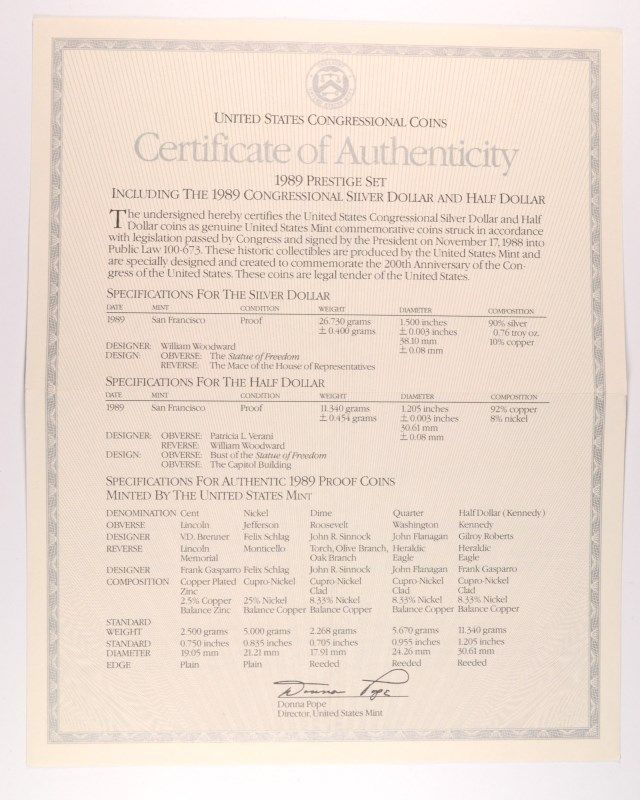 UNITED STATES CONGRESSIONAL COINS
Certificate of Authenticity
1989 PRESTIGE SET
INCLUDING THE 1989 CONGRESSIONAL SILVER DOLLAR AND HALF DOLLAR
The undersigned hereby certifies the United States Congressional Silver Dollar and Half
Dollar coins as genuine United States Mint commemorative coins struck in accordance
with legislation passed by Congress and signed by the President on November 17, 1988 into
Public Law 100-673. These historic collectibles are produced by the United States Mint and
are specially designed and created to commemorate the 200th Anniversary of the Con-
gress of the United States. These coins are legal tender of the United States.
SPECIFICATIONS FOR THE SILVER DOLLAR
DATE MINT CONDITION WEIGHT DIAMETER COMPOSITION
1989 San Francisco Proof 26.730 grams 1.500 inches 90% silver
± 0.400 grams ± 0.003 inches 0.76 troy oz.
38.10 mm 10% copper
± 0.08 mm
DESIGNER: William Woodward
DESIGN: OBVERSE: The Statue of Freedom
REVERSE: The Mace of the House of Representatives
SPECIFICATIONS FOR THE HALF DOLLAR
DATE MINT CONDITION WEIGHT DIAMETER COMPOSITION
1989 San Francisco Proof 11.340 grams 1.205 inches 92% copper
± 0.454 grams ± 0.003 inches 8% nickel
30.61 mm
± 0.08 mm
DESIGNER: OBVERSE: Patricia L. Verani
REVERSE: William Woodward
DESIGN: OBVERSE: Bust of the Statue of Freedom
OBVERSE: The Capitol Building
SPECIFICATIONS FOR AUTHENTIC 1989 PROOF COINS
MINTED BY THE UNITED STATES MINT
DENOMINATION Cent Nickel Dime Quarter Half Dollar (Kennedy)
OBVERSE Lincoln Jefferson Roosevelt Washington Kennedy
DESIGNER V.D. Brenner Felix Schlag John R. Sinnock John Flanagan Gilroy Roberts
REVERSE Lincoln Monticello Torch, Olive Branch, Heraldic Heraldic
Memorial Oak Branch Eagle Eagle
DESIGNER Frank Gasparro Felix Schlag John R. Sinnock John Flanagan Frank Gasparro
COMPOSITION Copper Plated Cupro-Nickel Cupro-Nickel Cupro-Nickel Cupro-Nickel
Zinc Clad Clad Clad
2.5% Copper 25% Nickel 8.33% Nickel 8.33% Nickel 8.33% Nickel
Balance Zinc Balance Copper Balance Copper Balance Copper Balance Copper
STANDARD
WEIGHT 2.500 grams 5.000 grams 2.268 grams 5.670 grams 11.340 grams
STANDARD 0.750 inches 0.835 inches 0.705 inches 0.955 inches 1.205 inches
DIAMETER 19.05 mm 21.21 mm 17.91 mm 24.26 mm 30.61 mm
EDGE Plain Plain Reeded Reeded Reeded
Donna Pope
Donna Pope
Director, United States Mint